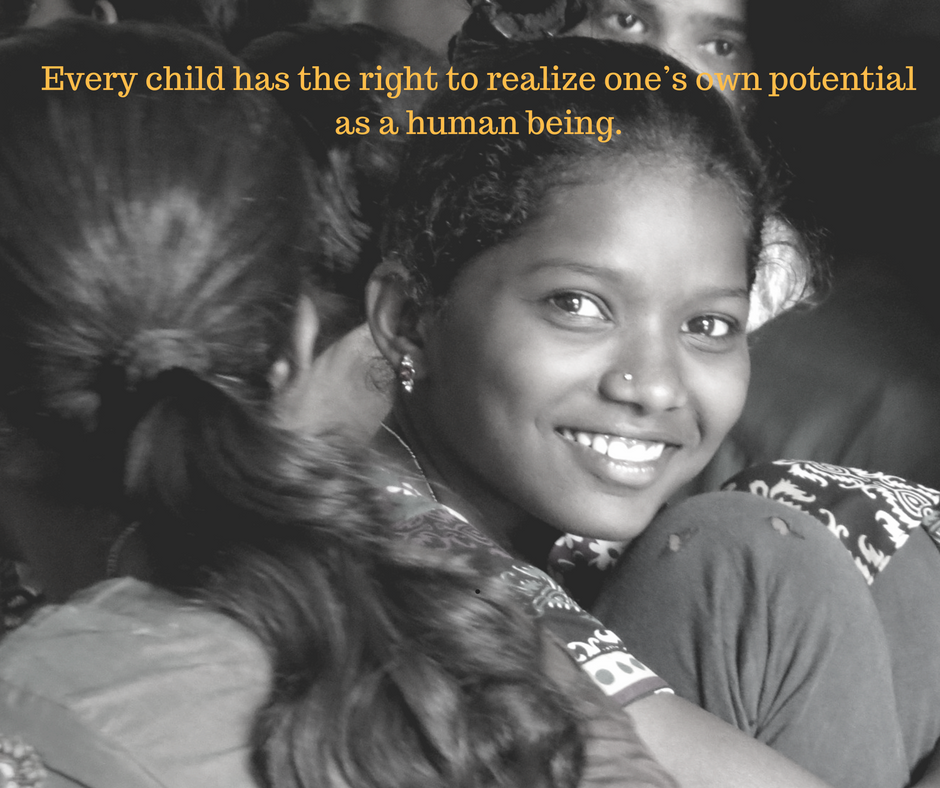 Every child has the right to realize one’s own potential
as a human being.